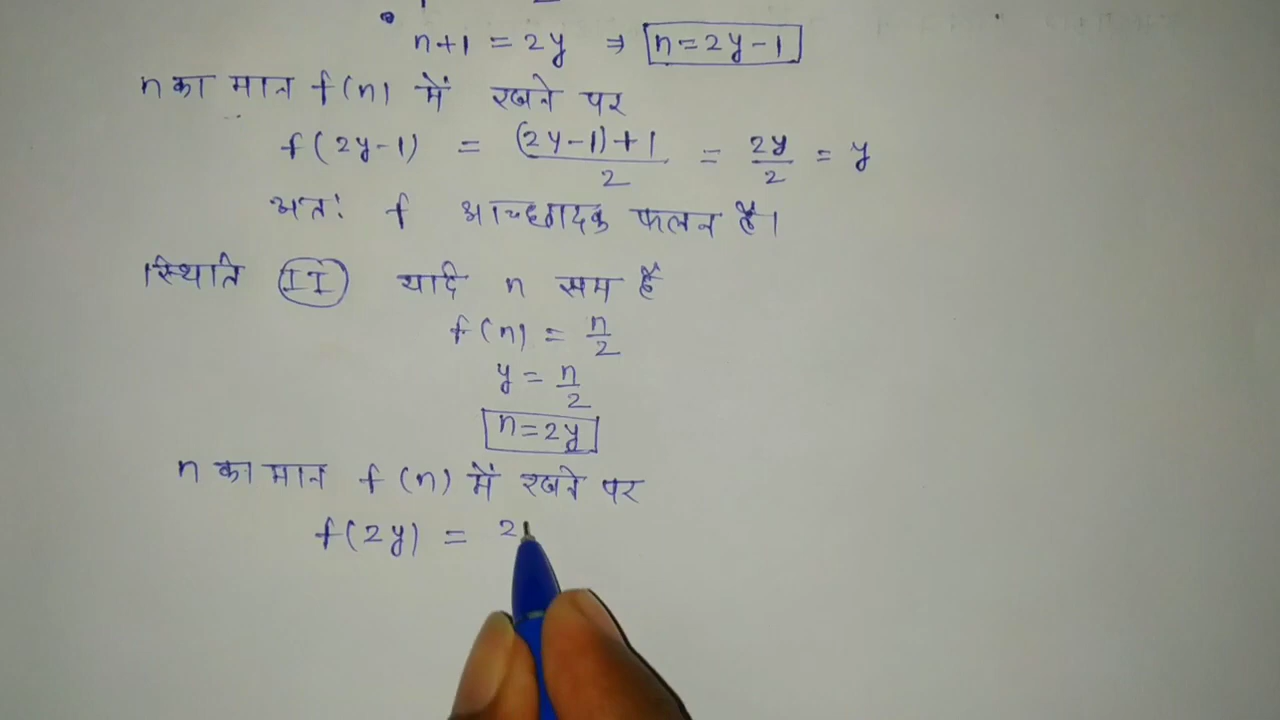 n+1 = 2y ⇒ n=2y-1
n का मान f(n) में रखने पर
f(2y-1) = (2y-1)+1/2 = 2y/2 = y
अतः f आच्छादक फलन है।
स्थिति II यदि n सम है
f(n) = n/2
y = n/2
n=2y
n का मान f(n) में रखने पर
f(2y) = 2